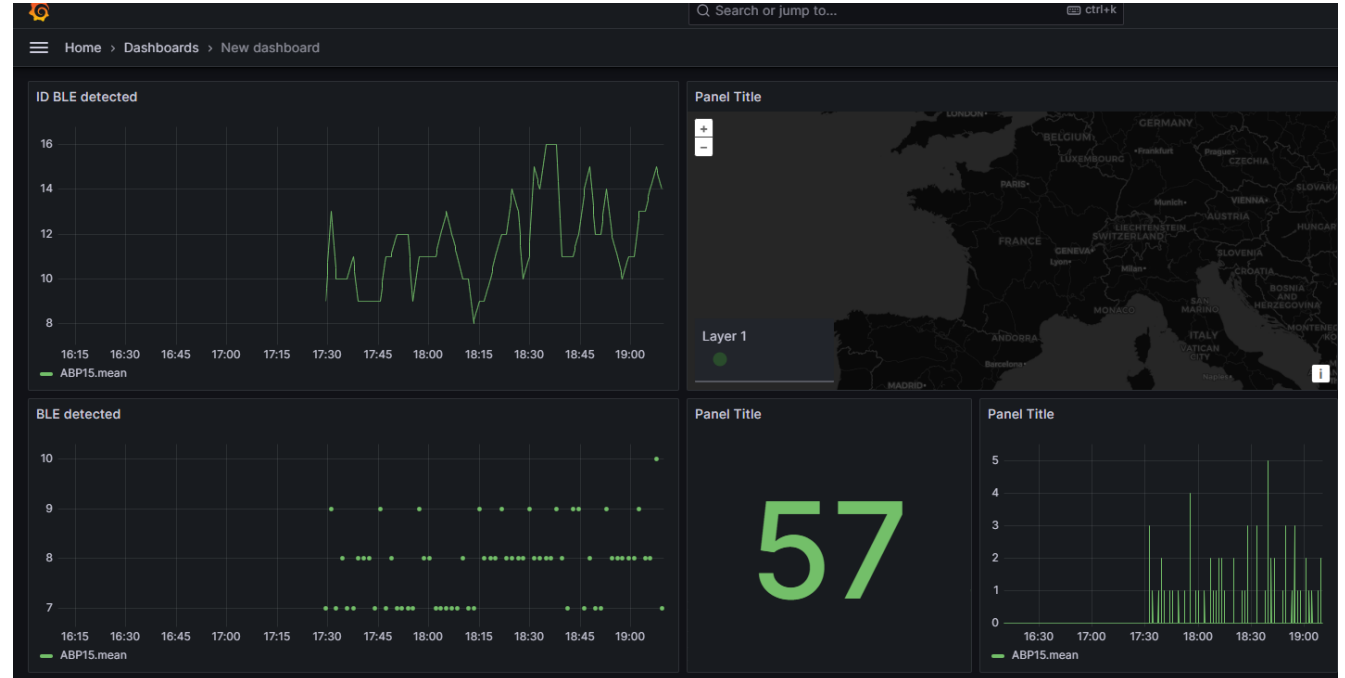 Search or jump to...
ctrl+k
Home › Dashboards › New dashboard
ID BLE detected
16
14
12
10
8
16:15 16:30 16:45 17:00 17:15 17:30 17:45 18:00 18:15 18:30 18:45 19:00
ABP15.mean
Panel Title
+
−
LONDON
BELGIUM
GERMANY
Frankfurt
Prague
LUXEMBOURG
CZECHIA
PARIS
SLOVAKI
Munich
VIENNA
AUSTRIA
LIECHTENSTEIN
HUNGAR
FRANCE
SWITZERLAND
GENEVA
SLOVENIA
Lyon
Milan
CROATIA
BOSNIA
AND
HERZEGOVINA
SAN
MARINO
MONACO
MONTENEG
Layer 1
ANDORRA
ITALY
VATICAN
CITY
Barcelona
Naples
MADRID
i
BLE detected
10
9
8
7
16:15 16:30 16:45 17:00 17:15 17:30 17:45 18:00 18:15 18:30 18:45 19:00
ABP15.mean
Panel Title
57
Panel Title
5
4
3
2
1
0
16:30 17:00 17:30 18:00 18:30 19:00
ABP15.mean